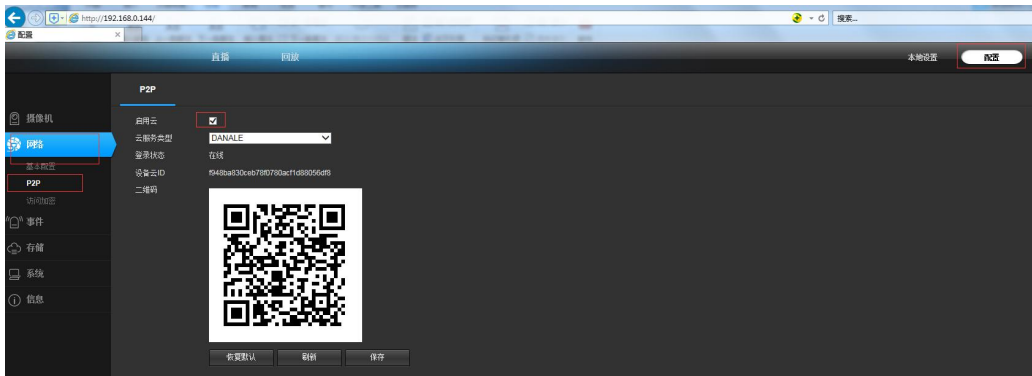 http://192.168.0.144/
搜索...
配置
直播 回放 本地设置 配置
P2P
摄像机
网络
基本配置
P2P
访问加密
事件
存储
系统
信息
启用云
云服务类型 DANALE
登录状态 在线
设备云ID f948ba830ceb78f0780acf1d88056df8
二维码
恢复默认 刷新 保存